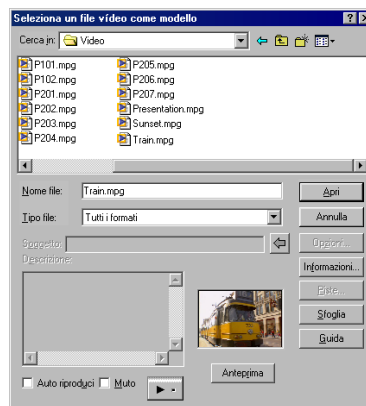 Seleziona un file vídeo come modello
Cerca in: Video
P101.mpg P205.mpg
P102.mpg P206.mpg
P201.mpg P207.mpg
P202.mpg Presentation.mpg
P203.mpg Sunset.mpg
P204.mpg Train.mpg
Nome file: Train.mpg Apri
Tipo file: Tutti i formati Annulla
Soggetto: Opzioni...
Descrizione: Informazioni...
Piste...
Sfoglia
Guida
Anteprima
Auto riproduci Muto